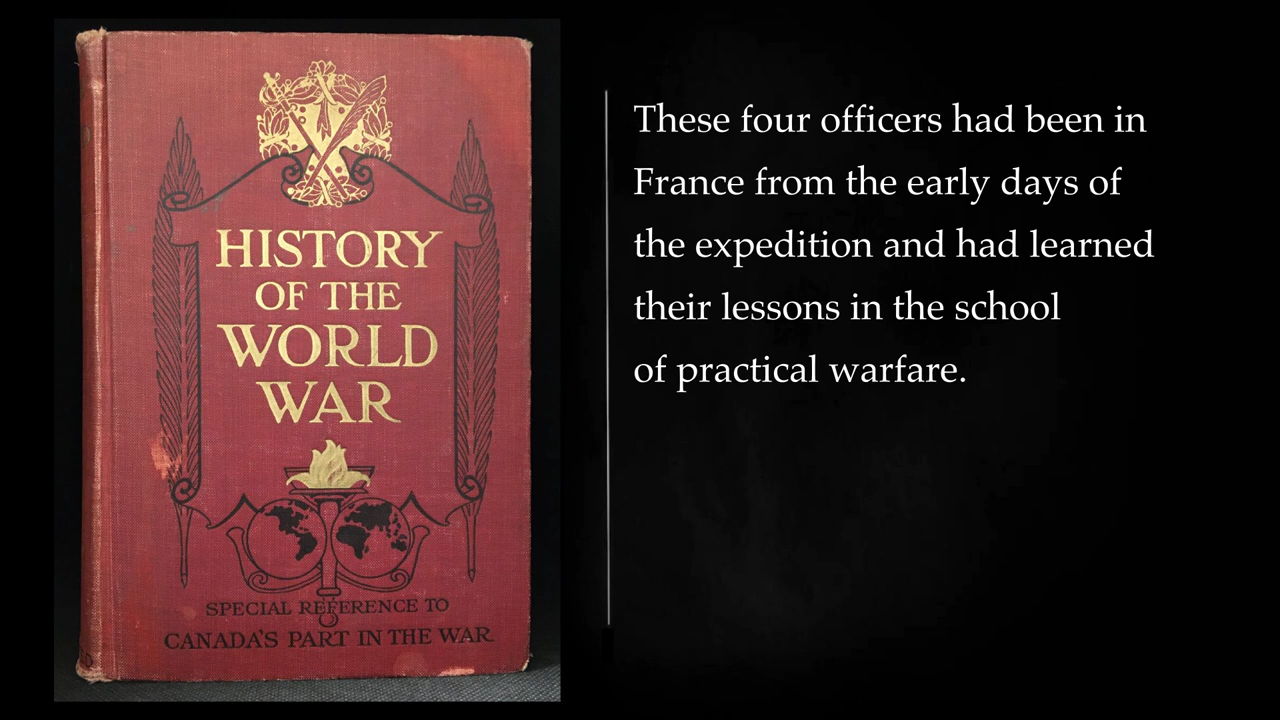 HISTORY
OF THE
WORLD
WAR
SPECIAL REFERENCE TO
CANADA'S PART IN THE WAR
These four officers had been in
France from the early days of
the expedition and had learned
their lessons in the school
of practical warfare.